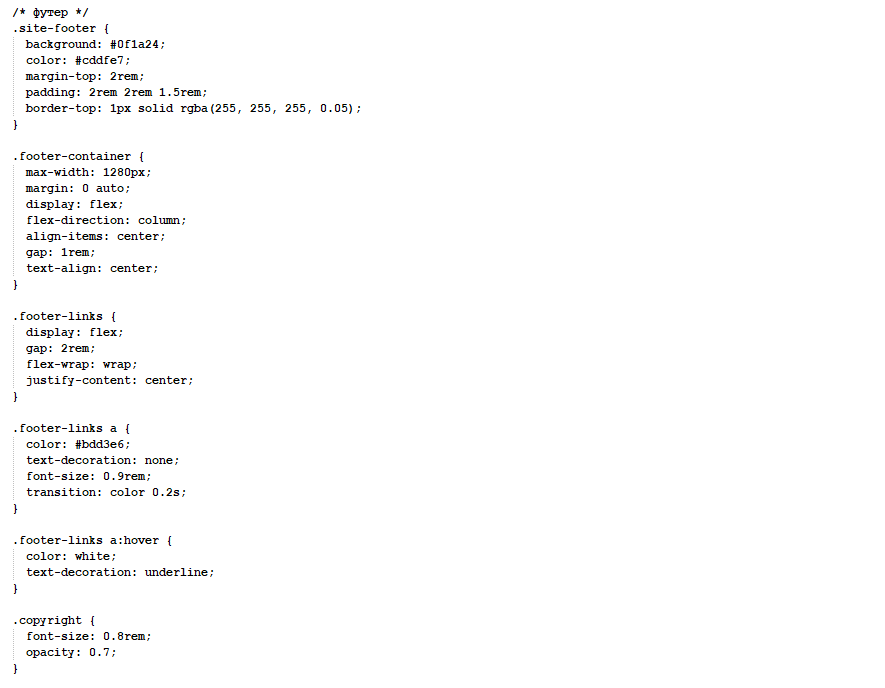 /* футер */
.site-footer {
  background: #0f1a24;
  color: #cddfe7;
  margin-top: 2rem;
  padding: 2rem 2rem 1.5rem;
  border-top: 1px solid rgba(255, 255, 255, 0.05);
}

.footer-container {
  max-width: 1280px;
  margin: 0 auto;
  display: flex;
  flex-direction: column;
  align-items: center;
  gap: 1rem;
  text-align: center;
}

.footer-links {
  display: flex;
  gap: 2rem;
  flex-wrap: wrap;
  justify-content: center;
}

.footer-links a {
  color: #bdd3e6;
  text-decoration: none;
  font-size: 0.9rem;
  transition: color 0.2s;
}

.footer-links a:hover {
  color: white;
  text-decoration: underline;
}

.copyright {
  font-size: 0.8rem;
  opacity: 0.7;
}